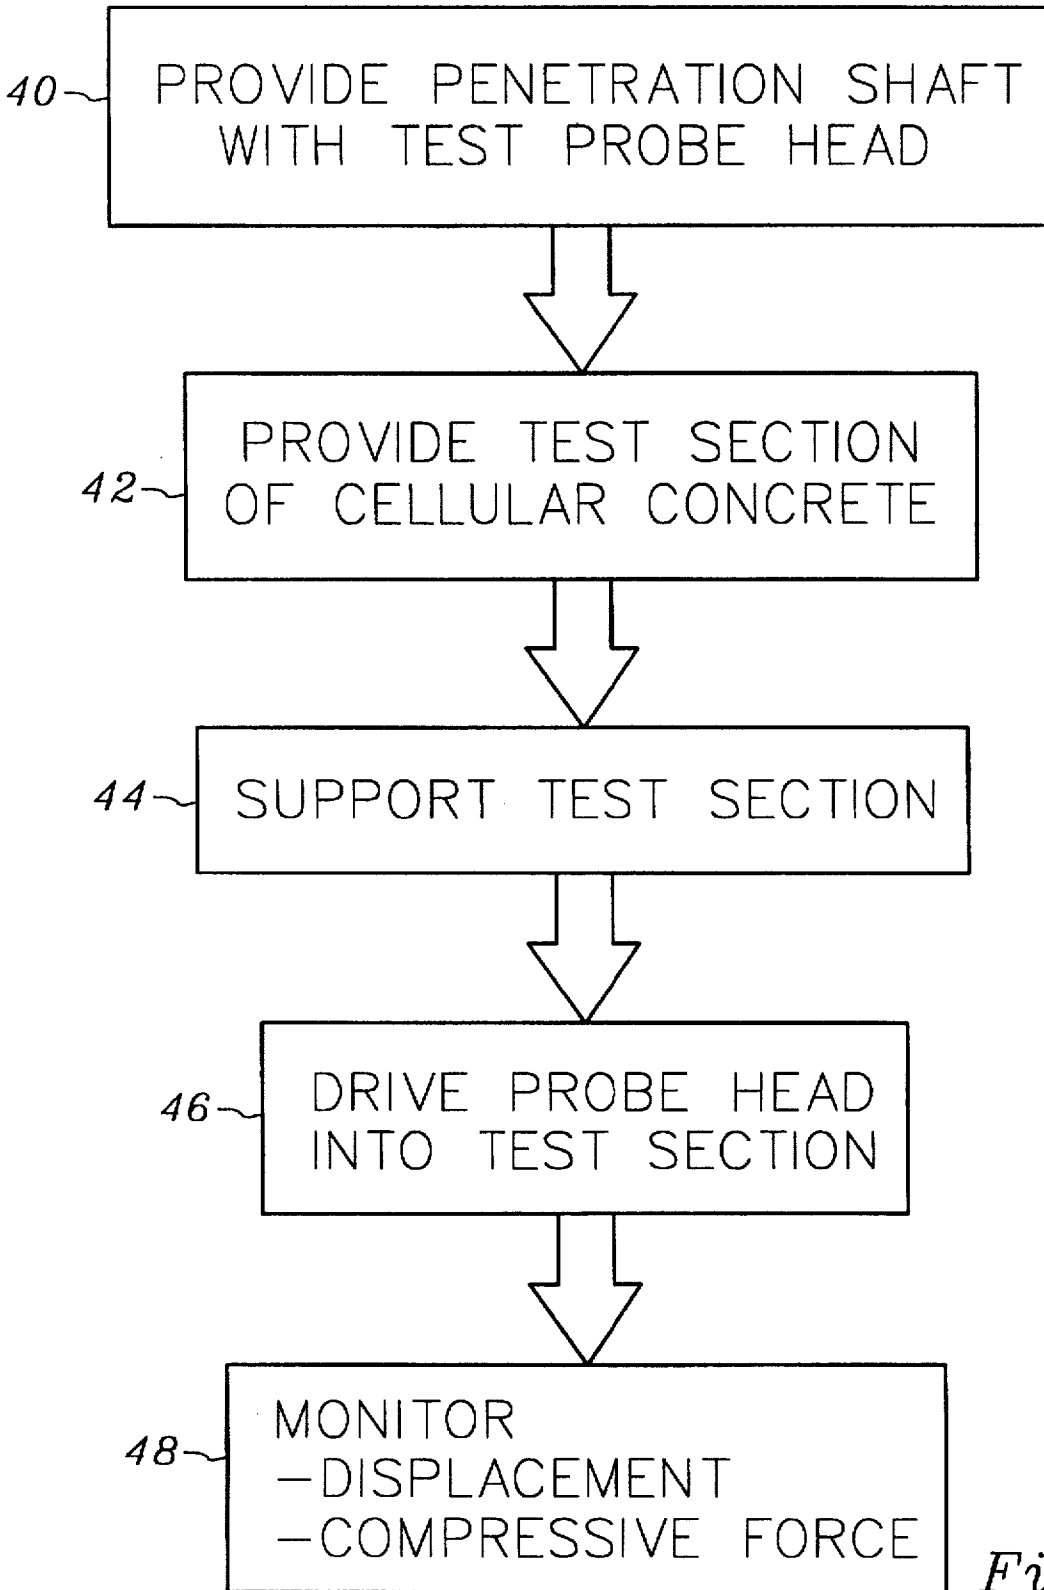 40
PROVIDE PENETRATION SHAFT
WITH TEST PROBE HEAD
42
PROVIDE TEST SECTION
OF CELLULAR CONCRETE
44
SUPPORT TEST SECTION
46
DRIVE PROBE HEAD
INTO TEST SECTION
48
MONITOR
-DISPLACEMENT
-COMPRESSIVE FORCE